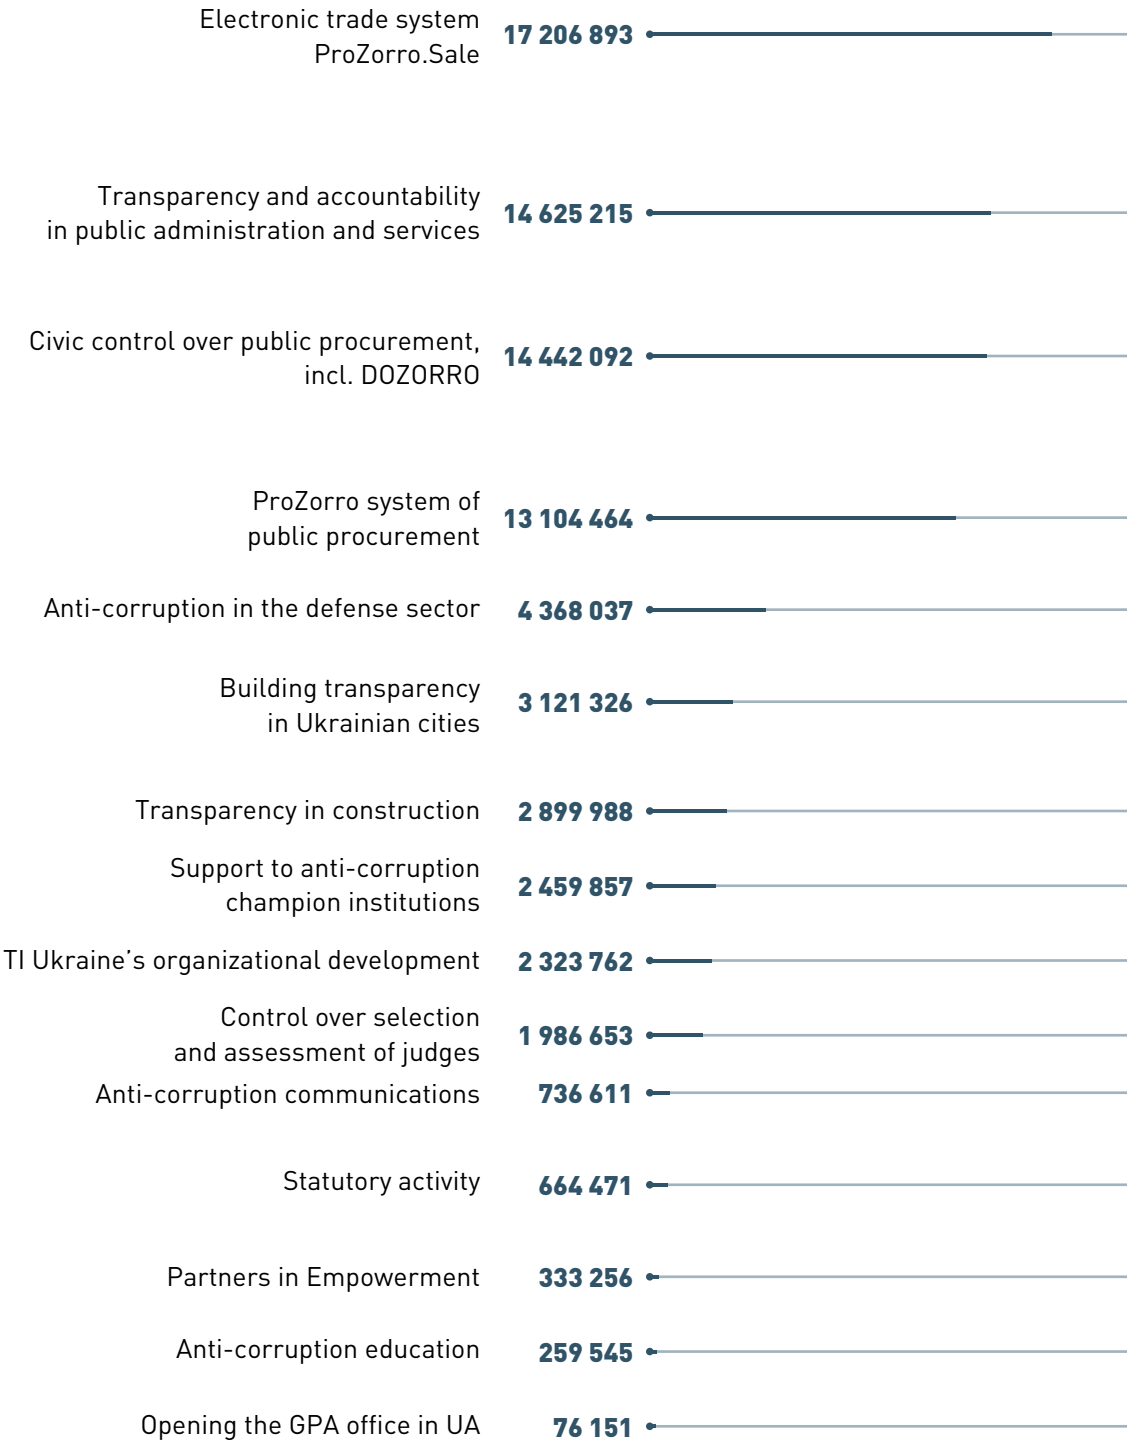 Electronic trade system
ProZorro.Sale
17 206 893
Transparency and accountability
in public administration and services
14 625 215
Civic control over public procurement,
incl. DOZORRO
14 442 092
ProZorro system of
public procurement
13 104 464
Anti-corruption in the defense sector
4 368 037
Building transparency
in Ukrainian cities
3 121 326
Transparency in construction
2 899 988
Support to anti-corruption
champion institutions
2 459 857
TI Ukraine’s organizational development
2 323 762
Control over selection
and assessment of judges
1 986 653
Anti-corruption communications
736 611
Statutory activity
664 471
Partners in Empowerment
333 256
Anti-corruption education
259 545
Opening the GPA office in UA
76 151